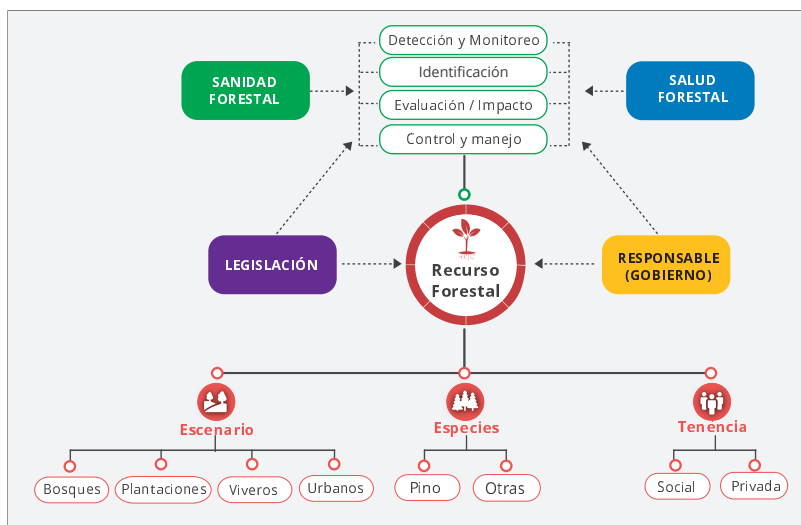 Detección y Monitoreo
Identificación
Evaluación / Impacto
Control y manejo
SANIDAD
FORESTAL
SALUD
FORESTAL
LEGISLACIÓN
Recurso
Forestal
RESPONSABLE
(GOBIERNO)
Escenario
Especies
Tenencia
Bosques
Plantaciones
Viveros
Urbanos
Pino
Otras
Social
Privada